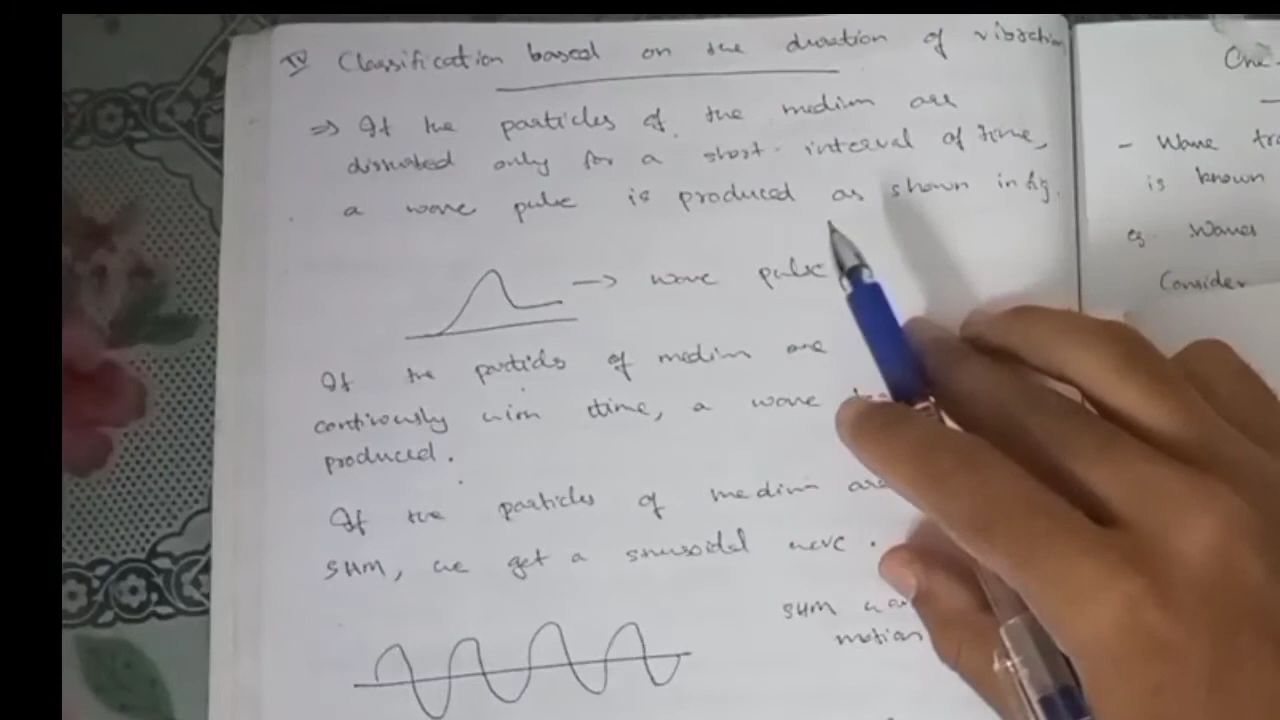 IV Classification based on the duration of vibration
⇒ If the particles of the medium are
disturbed only for a short interval of time,
a wave pulse is produced as shown in fig.
→ wave pulse
If the particles of medium are
continously with time, a wave
produced.
If the particles of medium are
SHM, we get a sinusoidal wave.
SHM
motion
One
- Wave tra
is known
eg Waves
Consider